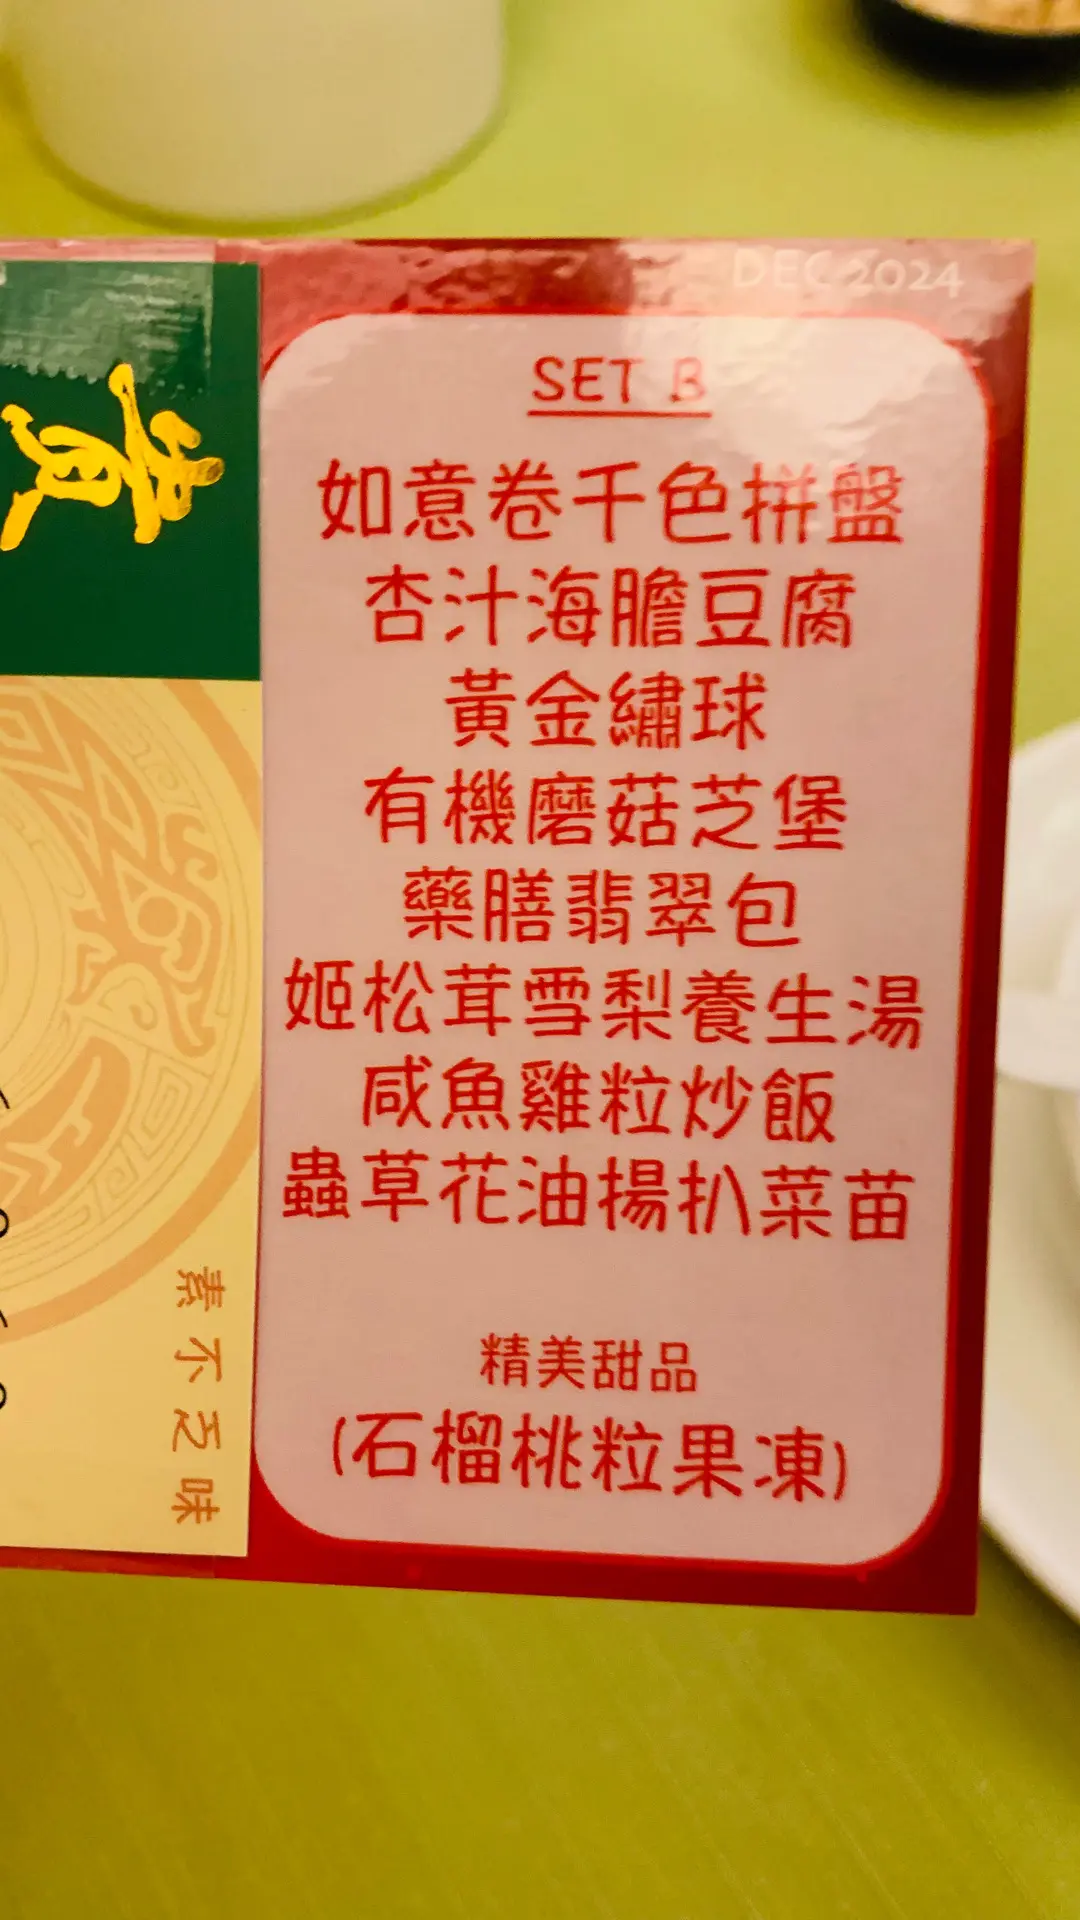 DEC 2024
SET B
如意卷千色拼盤
杏汁海膽豆腐
黃金繡球
有機磨菇芝堡
藥膳翡翠包
姬松茸雪梨養生湯
咸魚雞粒炒飯
蟲草花油揚扒菜苗
精美甜品
(石榴桃粒果凍)
素不乏味